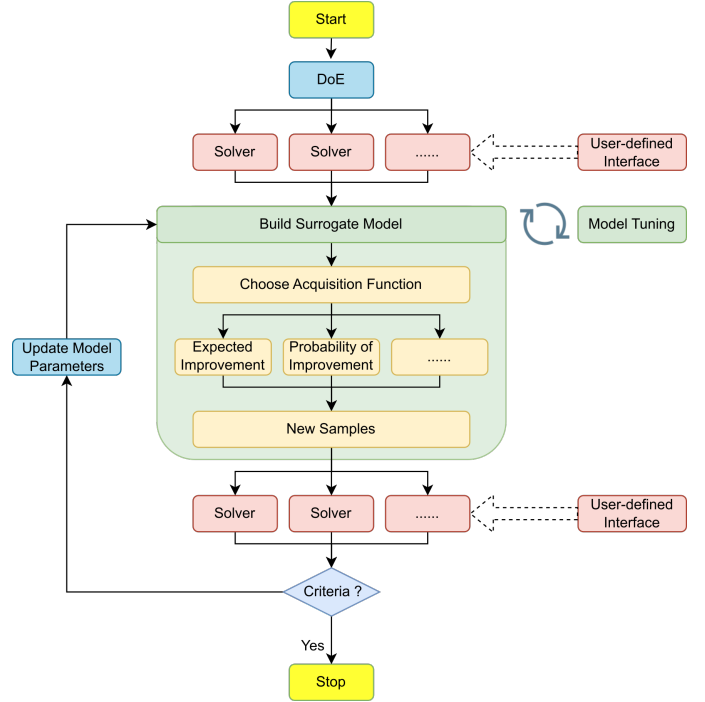 Start
DoE
Solver
Solver
......
User-defined
Interface
Build Surrogate Model
Model Tuning
Choose Acquisition Function
Expected
Improvement
Probability of
Improvement
......
Update Model
Parameters
New Samples
Solver
Solver
......
User-defined
Interface
Criteria ?
Yes
Stop